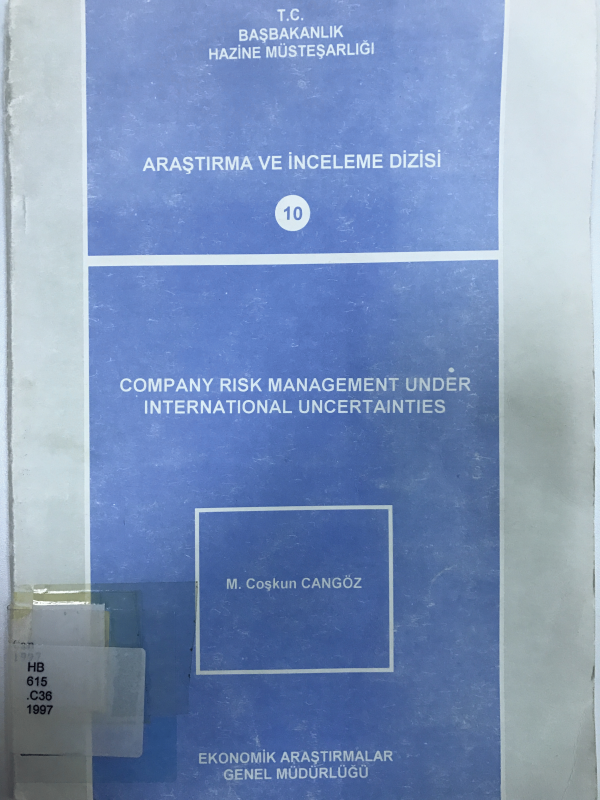 T.C.
BAŞBAKANLIK
HAZİNE MÜSTEŞARLIĞI
ARAŞTIRMA VE İNCELEME DİZİSİ
10
COMPANY RISK MANAGEMENT UNDER
INTERNATIONAL UNCERTAINTIES
M. Coşkun CANGÖZ
HB
615
.C36
1997
EKONOMİK ARAŞTIRMALAR
GENEL MÜDÜRLÜĞÜ